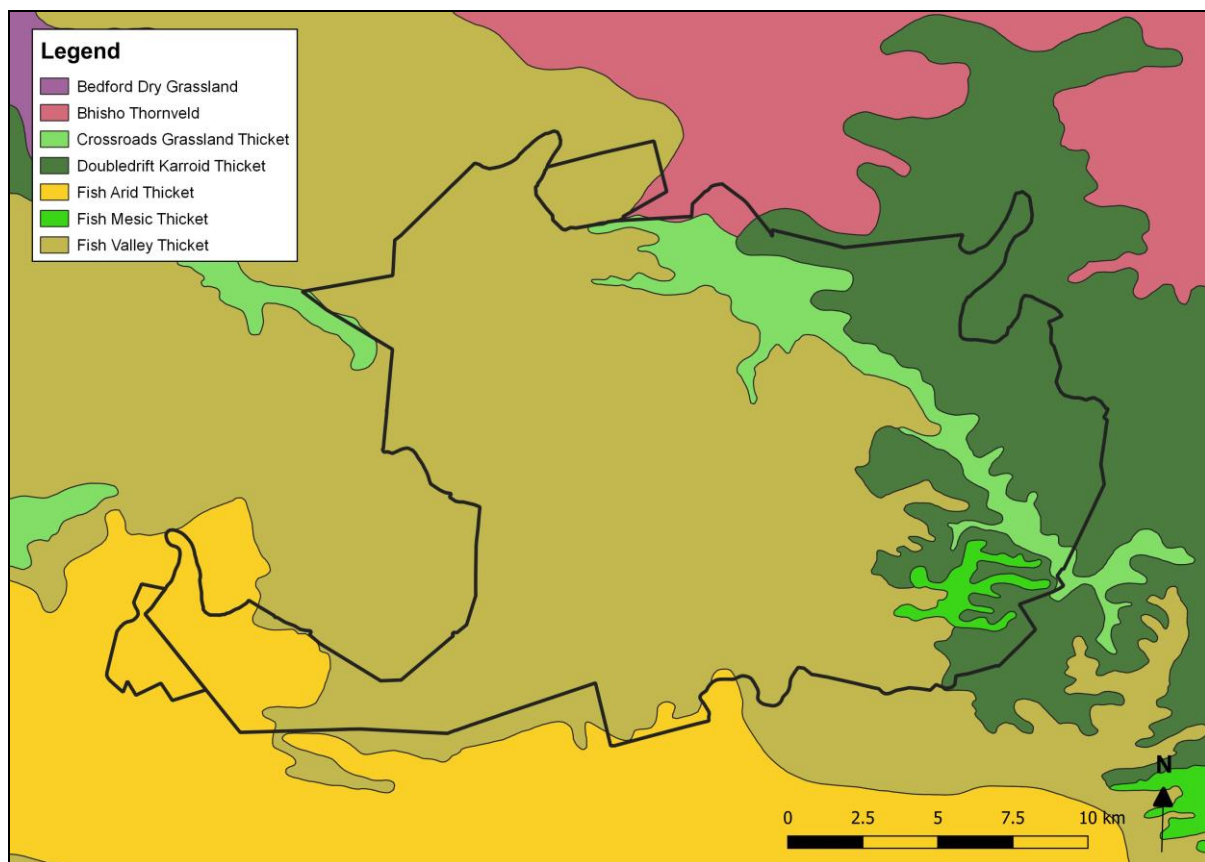 Legend
Bedford Dry Grassland
Bhisho Thornveld
Crossroads Grassland Thicket
Doubledrift Karroid Thicket
Fish Arid Thicket
Fish Mesic Thicket
Fish Valley Thicket
N
0 2.5 5 7.5 10 km